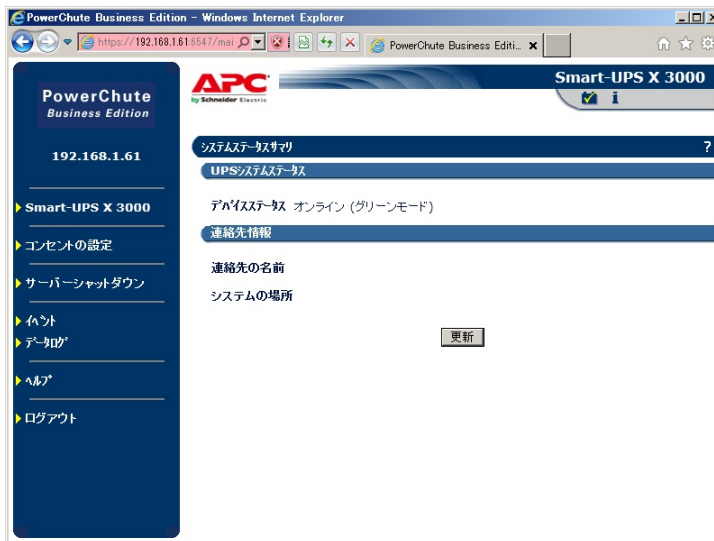 PowerChute Business Edition - Windows Internet Explorer
https://192.168.1.61:6547/mai
PowerChute Business Editi...
PowerChute
Business Edition
192.168.1.61
Smart-UPS X 3000
コンセントの設定
サーバーシャットダウン
イベント
データログ
ヘルプ
ログアウト
APC
by Schneider Electric
Smart-UPS X 3000
i
システムステータスサマリ
?
UPSシステムステータス
デバイスステータス オンライン (グリーンモード)
連絡先情報
連絡先の名前
システムの場所
更新